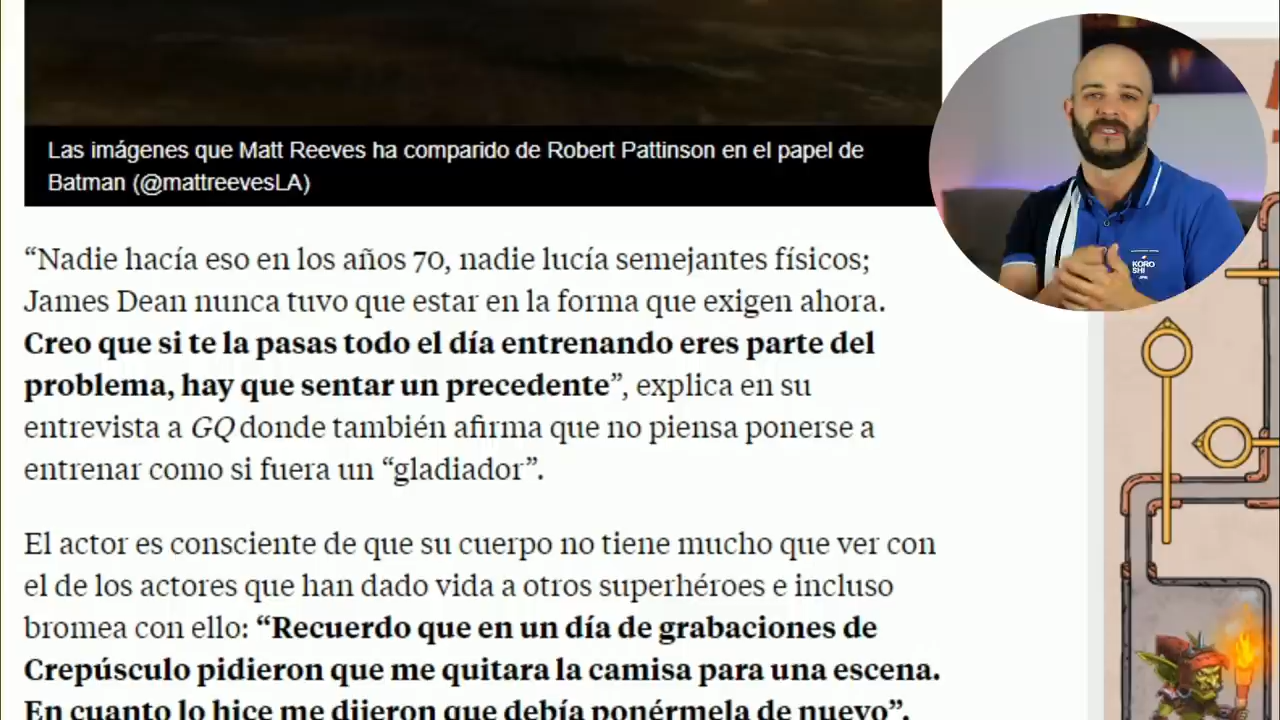 Las imágenes que Matt Reeves ha comparido de Robert Pattinson en el papel de
Batman (@mattreevesLA)
KORO
SHI
“Nadie hacía eso en los años 70, nadie lucía semejantes físicos;
James Dean nunca tuvo que estar en la forma que exigen ahora.
Creo que si te la pasas todo el día entrenando eres parte del
problema, hay que sentar un precedente”, explica en su
entrevista a GQ donde también afirma que no piensa ponerse a
entrenar como si fuera un “gladiador”.
El actor es consciente de que su cuerpo no tiene mucho que ver con
el de los actores que han dado vida a otros superhéroes e incluso
bromea con ello: “Recuerdo que en un día de grabaciones de
Crepúsculo pidieron que me quitara la camisa para una escena.
En cuanto lo hice me dijeron que debía ponérmela de nuevo”.